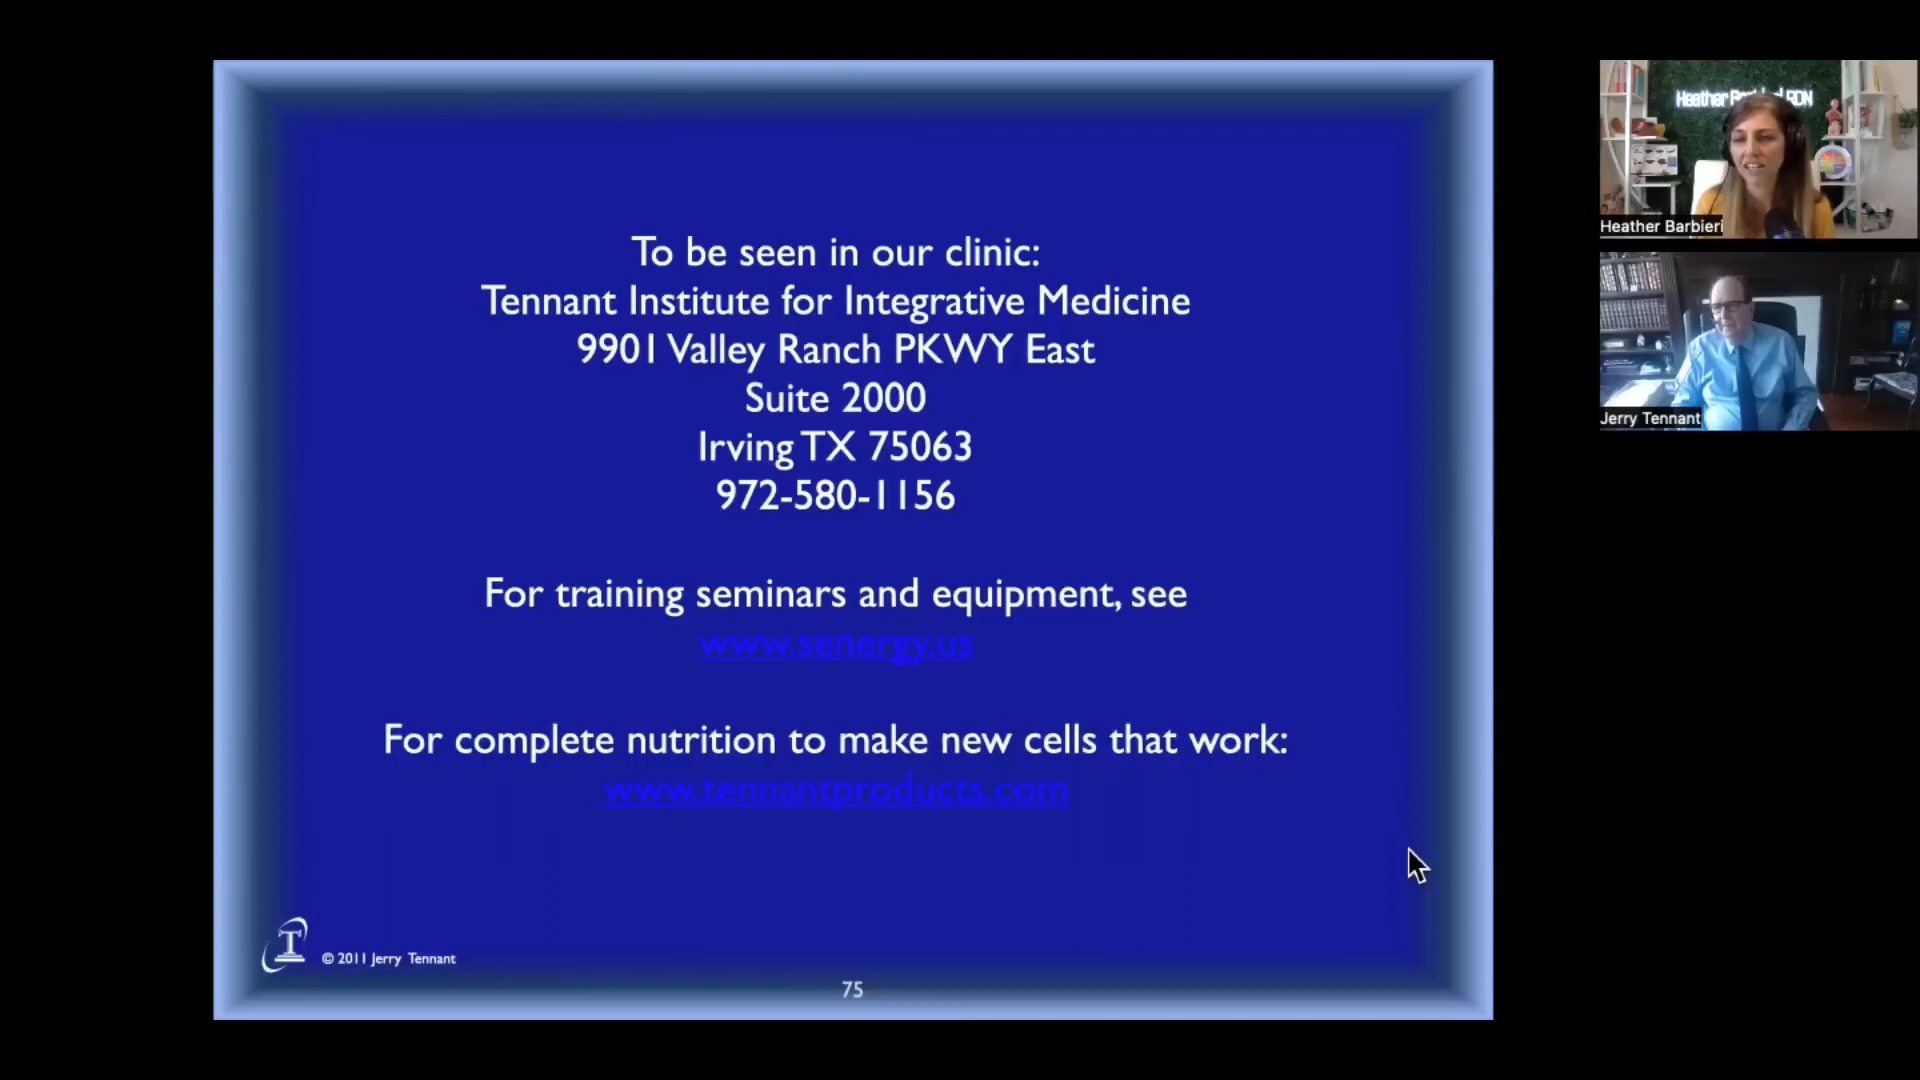 To be seen in our clinic:
Tennant Institute for Integrative Medicine
9901 Valley Ranch PKWY East
Suite 2000
Irving TX 75063
972-580-1156
For training seminars and equipment, see
www.senergy.us
For complete nutrition to make new cells that work:
www.tennantproducts.com
T
© 2011 Jerry Tennant
75
Heather RDN
Heather Barbieri
Jerry Tennant